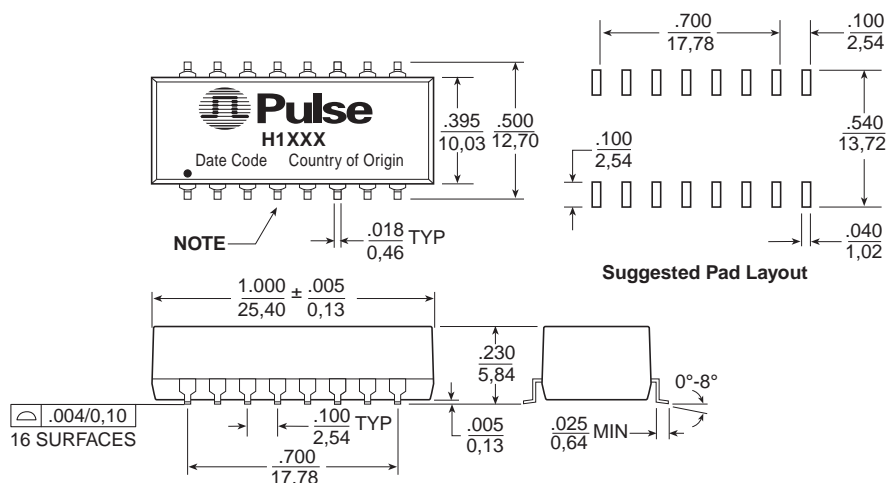 .700
17,78
.100
2,54
Pulse
H1XXX
Date Code Country of Origin
.395
10,03
.500
12,70
.100
2,54
.540
13,72
NOTE
.018
0,46
TYP
.040
1,02
Suggested Pad Layout
1.000 ± .005
25,40 0,13
.230
5,84
0°-8°
.004/0,10
16 SURFACES
.100
2,54
TYP
.005
0,13
.025
0,64
MIN
.700
17,78